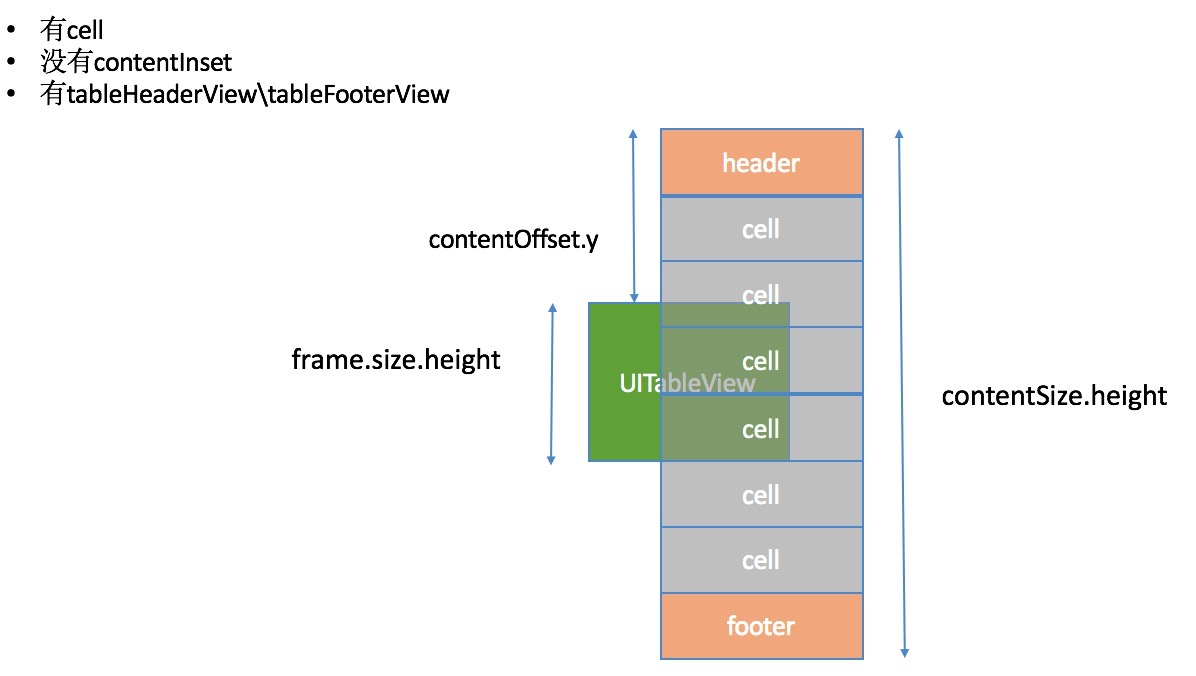 • 有cell
• 没有contentInset
• 有tableHeaderView\tableFooterView
header
cell
contentOffset.y
cell
frame.size.height
cell
UITableView
contentSize.height
cell
cell
cell
footer